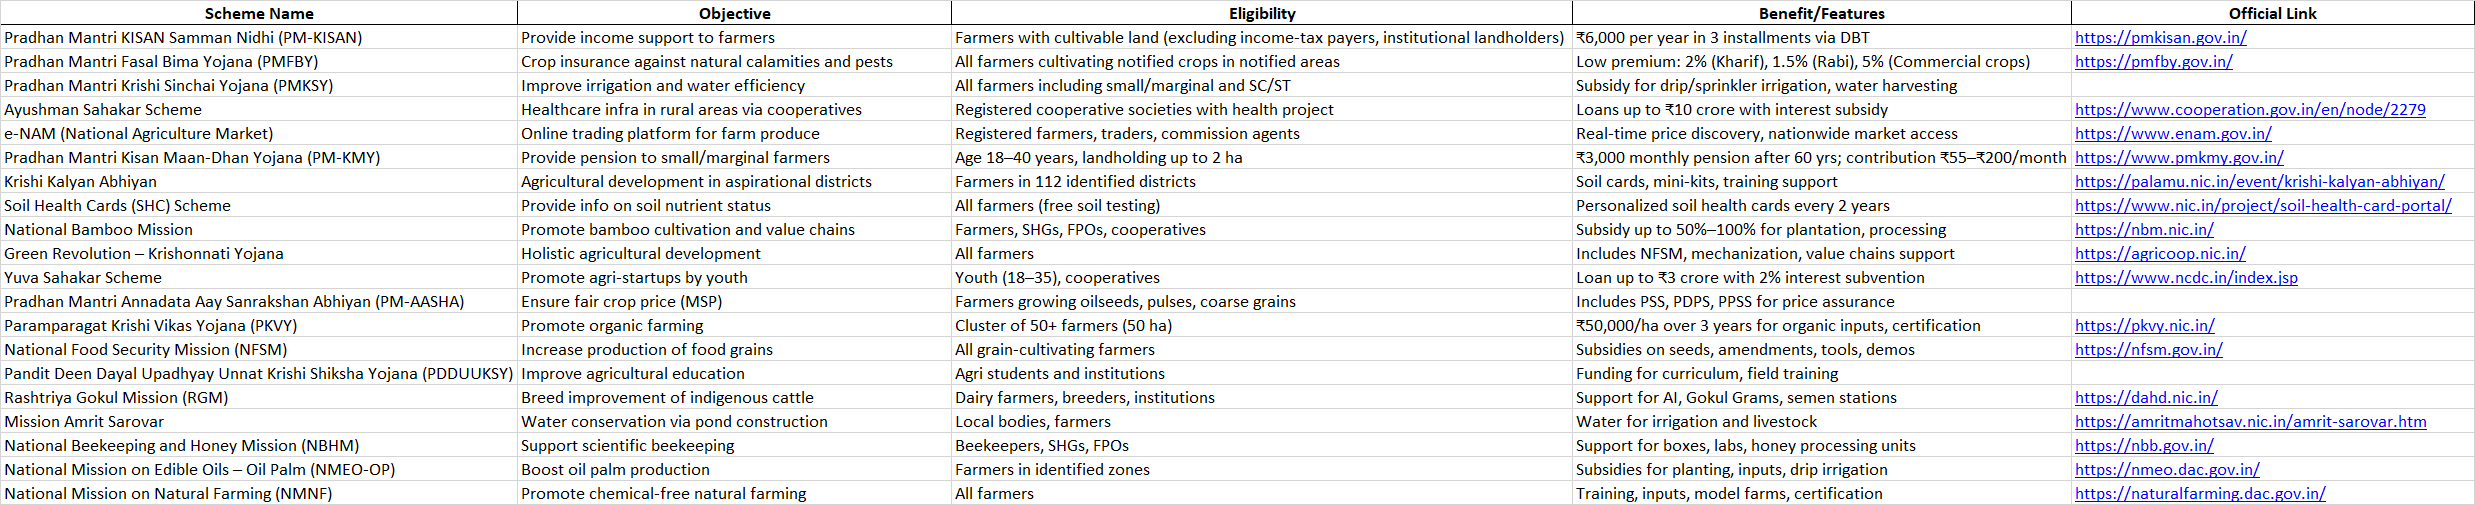 Scheme Name Objective Eligibility Benefit/Features Official Link
Pradhan Mantri KISAN Samman Nidhi (PM-KISAN) Provide income support to farmers Farmers with cultivable land (excluding income-tax payers, institutional landholders) ₹6,000 per year in 3 installments via DBT https://pmkisan.gov.in/
Pradhan Mantri Fasal Bima Yojana (PMFBY) Crop insurance against natural calamities and pests All farmers cultivating notified crops in notified areas Low premium: 2% (Kharif), 1.5% (Rabi), 5% (Commercial crops) https://pmfby.gov.in/
Pradhan Mantri Krishi Sinchai Yojana (PMKSY) Improve irrigation and water efficiency All farmers including small/marginal and SC/ST Subsidy for drip/sprinkler irrigation, water harvesting
Ayushman Sahakar Scheme Healthcare infra in rural areas via cooperatives Registered cooperative societies with health project Loans up to ₹10 crore with interest subsidy https://www.cooperation.gov.in/en/node/2279
e-NAM (National Agriculture Market) Online trading platform for farm produce Registered farmers, traders, commission agents Real-time price discovery, nationwide market access https://www.enam.gov.in/
Pradhan Mantri Kisan Maan-Dhan Yojana (PM-KMY) Provide pension to small/marginal farmers Age 18–40 years, landholding up to 2 ha ₹3,000 monthly pension after 60 yrs; contribution ₹55–₹200/month https://www.pmkmy.gov.in/
Krishi Kalyan Abhiyan Agricultural development in aspirational districts Farmers in 112 identified districts Soil cards, mini-kits, training support https://palamu.nic.in/event/krishi-kalyan-abhiyan/
Soil Health Cards (SHC) Scheme Provide info on soil nutrient status All farmers (free soil testing) Personalized soil health cards every 2 years https://www.nic.in/project/soil-health-card-portal/
National Bamboo Mission Promote bamboo cultivation and value chains Farmers, SHGs, FPOs, cooperatives Subsidy up to 50%–100% for plantation, processing https://nbm.nic.in/
Green Revolution – Krishonnati Yojana Holistic agricultural development All farmers Includes NFSM, mechanization, value chains support https://agricoop.nic.in/
Yuva Sahakar Scheme Promote agri-startups by youth Youth (18–35), cooperatives Loan up to ₹3 crore with 2% interest subvention https://www.ncdc.in/index.jsp
Pradhan Mantri Annadata Aay Sanrakshan Abhiyan (PM-AASHA) Ensure fair crop price (MSP) Farmers growing oilseeds, pulses, coarse grains Includes PSS, PDPS, PPSS for price assurance
Paramparagat Krishi Vikas Yojana (PKVY) Promote organic farming Cluster of 50+ farmers (50 ha) ₹50,000/ha over 3 years for organic inputs, certification https://pkvy.nic.in/
National Food Security Mission (NFSM) Increase production of food grains All grain-cultivating farmers Subsidies on seeds, amendments, tools, demos https://nfsm.gov.in/
Pandit Deen Dayal Upadhyay Unnat Krishi Shiksha Yojana (PDDUUKSY) Improve agricultural education Agri students and institutions Funding for curriculum, field training
Rashtriya Gokul Mission (RGM) Breed improvement of indigenous cattle Dairy farmers, breeders, institutions Support for AI, Gokul Grams, semen stations https://dahd.nic.in/
Mission Amrit Sarovar Water conservation via pond construction Local bodies, farmers Water for irrigation and livestock https://amritmahotsav.nic.in/amrit-sarovar.htm
National Beekeeping and Honey Mission (NBHM) Support scientific beekeeping Beekeepers, SHGs, FPOs Support for boxes, labs, honey processing units https://nbb.gov.in/
National Mission on Edible Oils – Oil Palm (NMEO-OP) Boost oil palm production Farmers in identified zones Subsidies for planting, inputs, drip irrigation https://nmeo.dac.gov.in/
National Mission on Natural Farming (NMNF) Promote chemical-free natural farming All farmers Training, inputs, model farms, certification https://naturalfarming.dac.gov.in/